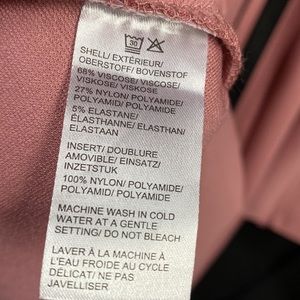 30
SHELL/ EXTÉRIEUR/
OBERSTOFF/ BOVENSTOF
68% VISCOSE/ VISCOSE/
VISKOSE/ VISCOSE
27% NYLON/ POLYAMIDE/
POLYAMID/ POLYAMIDE
5% ELASTANE/
ÉLASTHANNE/ ELASTHAN/
ELASTAAN
INSERT/ DOUBLURE
AMOVIBLE/ EINSATZ/
INZETSTUK
100% NYLON/ POLYAMIDE/
POLYAMID/ POLYAMIDE
MACHINE WASH IN COLD
WATER AT A GENTLE
SETTING/ DO NOT BLEACH
LAVER À LA MACHINE À
L'EAU FROIDE AU CYCLE
DÉLICAT/ NE PAS
JAVELLISER